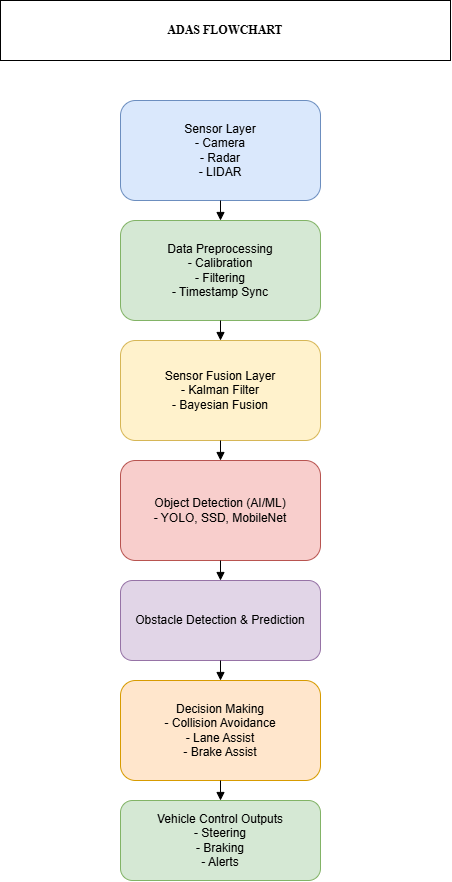 ADAS FLOWCHART
Sensor Layer
- Camera
- Radar
- LIDAR
Data Preprocessing
- Calibration
- Filtering
- Timestamp Sync
Sensor Fusion Layer
- Kalman Filter
- Bayesian Fusion
Object Detection (AI/ML)
- YOLO, SSD, MobileNet
Obstacle Detection & Prediction
Decision Making
- Collision Avoidance
- Lane Assist
- Brake Assist
Vehicle Control Outputs
- Steering
- Braking
- Alerts